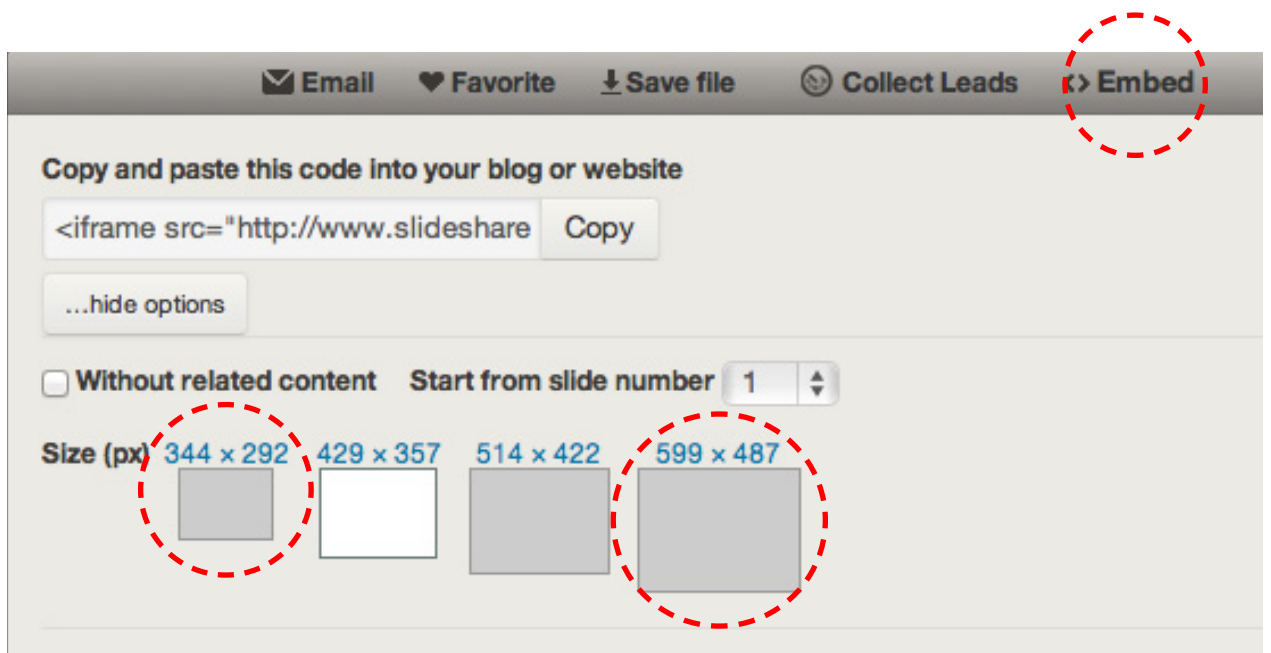 Email Favorite Save file Collect Leads <> Embed
Copy and paste this code into your blog or website
<iframe src="http://www.slideshare Copy
...hide options
Without related content Start from slide number 1
Size (px) 344 × 292 429 × 357 514 × 422 599 × 487